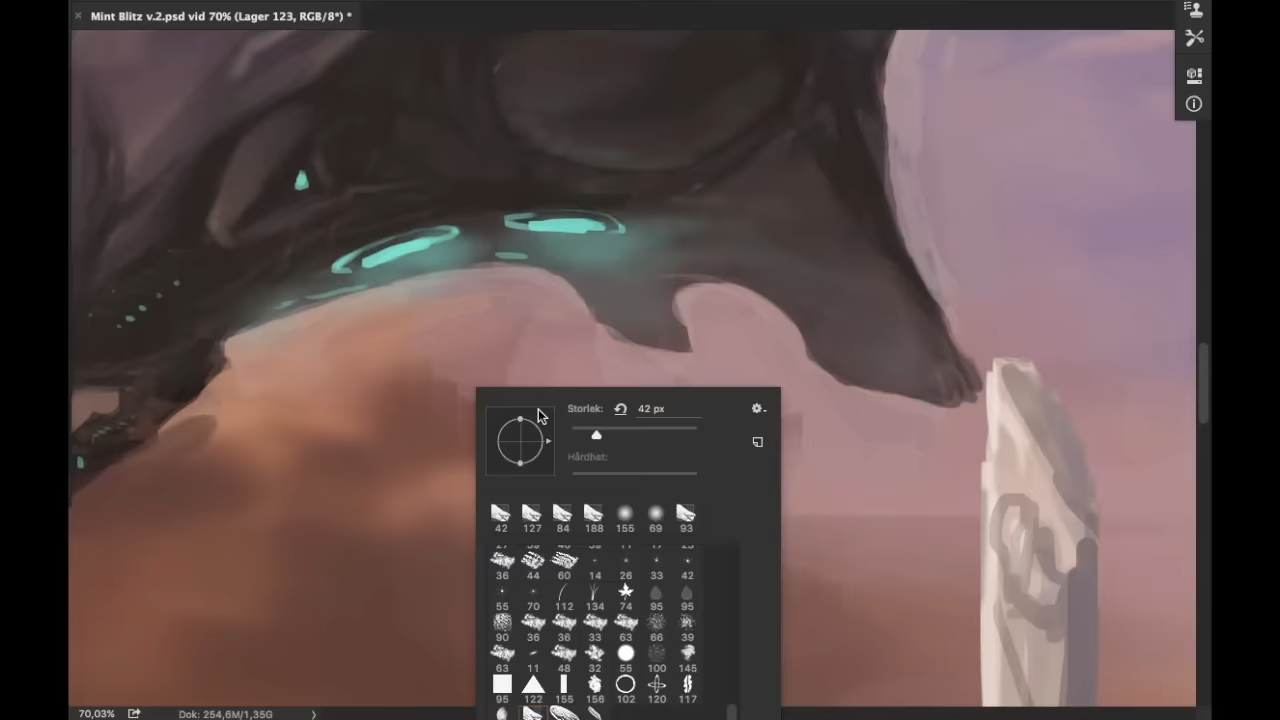 Mint Blitz v.2.psd vid 70% (Lager 123, RGB/8*) *
Storlek: 42 px
Hårdhet:
42 127 84 188 155 69 93
36 44 60 14 26 33 42
55 70 112 134 74 95 95
90 36 36 33 63 66 39
63 11 48 32 55 100 145
95 122 155 156 102 120 117
70,03% Dok: 254,6M/1,35G